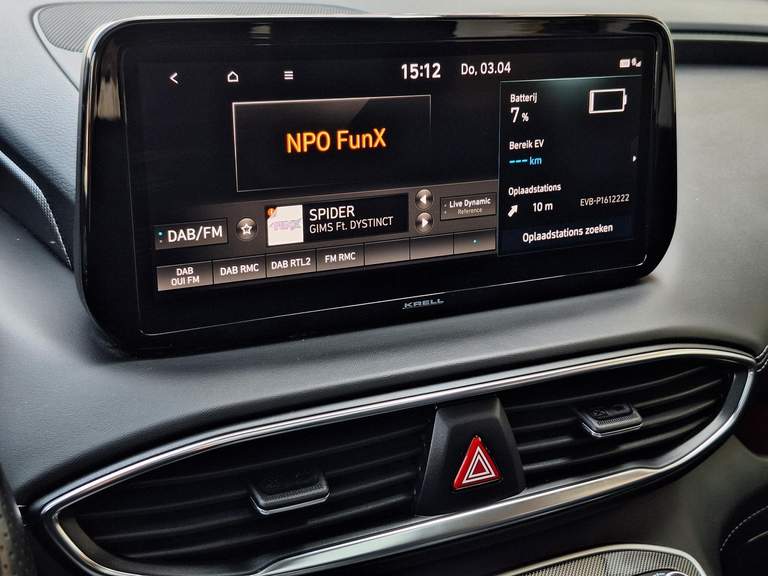 15:12
Do, 03.04
NPO FunX
DAB/FM
SPIDER
GIMS Ft. DYSTINCT
Live Dynamic
Reference
DAB
OUI FM
DAB RMC
DAB RTL2
FM RMC
Batterij
7 %
Bereik EV
--- km
Oplaadstations
10 m
EVB-P1612222
Oplaadstations zoeken
KRELL